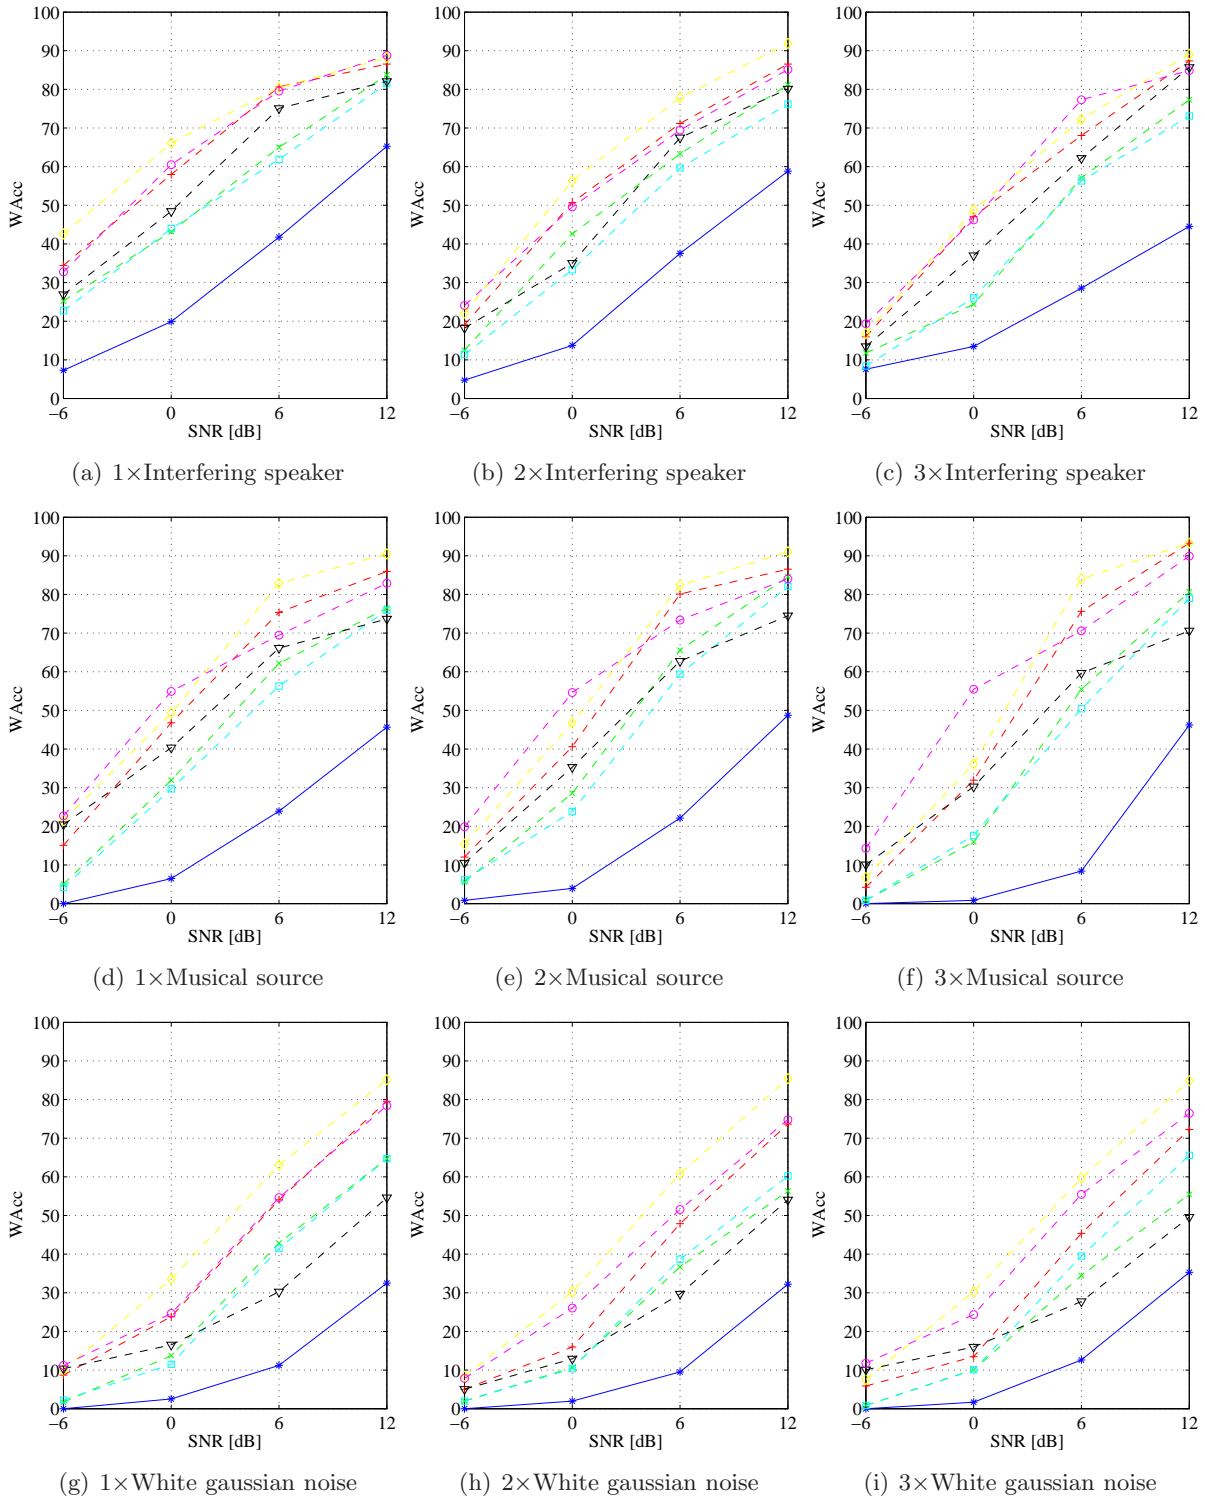 100 100 100
90 90 90
80 80 80
70 70 70
60 60 60
WAcc 50 WAcc 50 WAcc 50
40 40 40
30 30 30
20 20 20
10 10 10
0 0 0
−6 0 6 12 −6 0 6 12 −6 0 6 12
SNR [dB] SNR [dB] SNR [dB]
(a) 1×Interfering speaker (b) 2×Interfering speaker (c) 3×Interfering speaker
100 100 100
90 90 90
80 80 80
70 70 70
60 60 60
WAcc 50 WAcc 50 WAcc 50
40 40 40
30 30 30
20 20 20
10 10 10
0 0 0
−6 0 6 12 −6 0 6 12 −6 0 6 12
SNR [dB] SNR [dB] SNR [dB]
(d) 1×Musical source (e) 2×Musical source (f) 3×Musical source
100 100 100
90 90 90
80 80 80
70 70 70
60 60 60
WAcc 50 WAcc 50 WAcc 50
40 40 40
30 30 30
20 20 20
10 10 10
0 0 0
−6 0 6 12 −6 0 6 12 −6 0 6 12
SNR [dB] SNR [dB] SNR [dB]
(g) 1×White gaussian noise (h) 2×White gaussian noise (i) 3×White gaussian noise